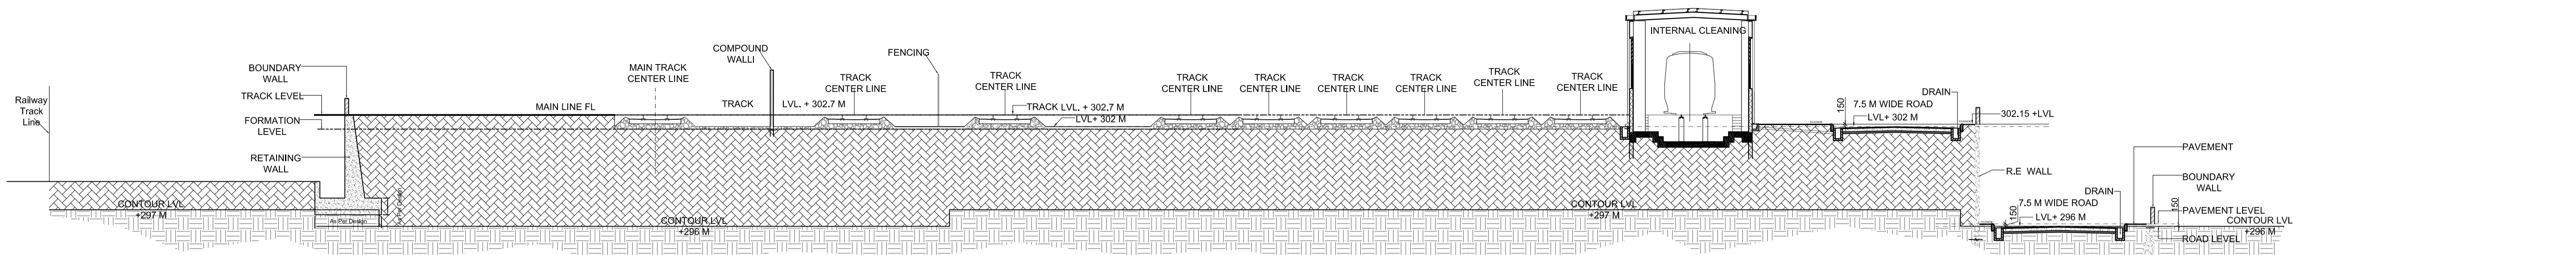 Railway
Track
Line
BOUNDARY
WALL
TRACK LEVEL
FORMATION
LEVEL
RETAINING
WALL
CONTOUR LVL
+297 M
As Per Design
As Per Design
MAIN LINE FL
MAIN TRACK
CENTER LINE
CONTOUR LVL
+296 M
COMPOUND
WALLI
TRACK
LVL. + 302.7 M
TRACK
CENTER LINE
FENCING
TRACK
CENTER LINE
TRACK LVL. + 302.7 M
LVL+ 302 M
TRACK
CENTER LINE
TRACK
CENTER LINE
TRACK
CENTER LINE
TRACK
CENTER LINE
TRACK
CENTER LINE
TRACK
CENTER LINE
CONTOUR LVL
+297 M
INTERNAL CLEANING
150
7.5 M WIDE ROAD
LVL+ 302 M
DRAIN
302.15 +LVL
R.E WALL
150
7.5 M WIDE ROAD
LVL+ 296 M
DRAIN
PAVEMENT
BOUNDARY
WALL
150
PAVEMENT LEVEL
CONTOUR LVL
+296 M
ROAD LEVEL